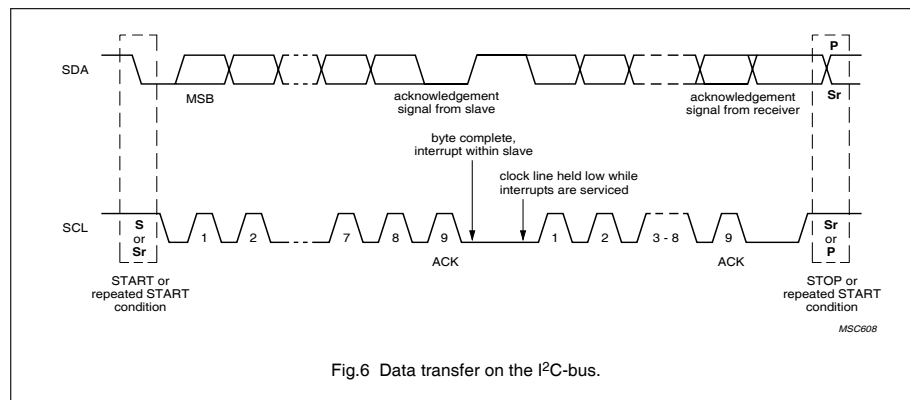 P
SDA
MSB
acknowledgement
signal from slave
acknowledgement
signal from receiver
Sr
byte complete,
interrupt within slave
clock line held low while
interrupts are serviced
SCL
S
or
Sr
1
2
7
8
9
1
2
3 - 8
9
Sr
or
P
ACK
ACK
START or
repeated START
condition
STOP or
repeated START
condition
MSC608
Fig.6 Data transfer on the I²C-bus.